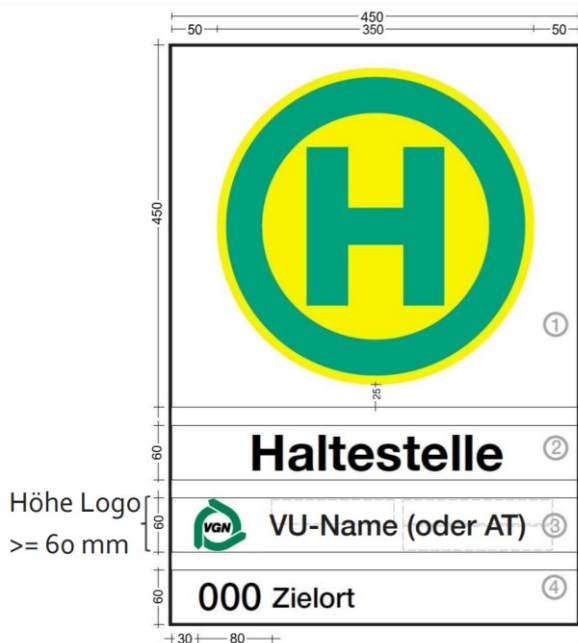 450
50 350 50
H
450
1
25
60 Haltestelle 2
Höhe Logo
>= 60 mm
60 VGN VU-Name (oder AT) 3
60 000 Zielort 4
30 80